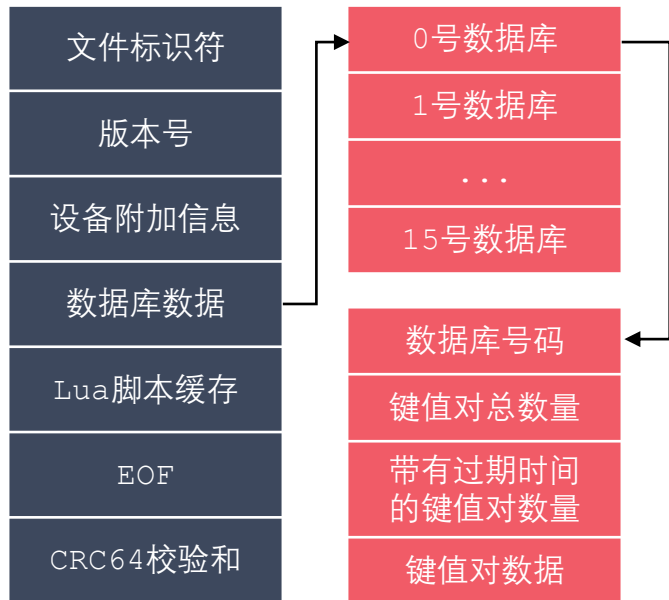 文件标识符
版本号
设备附加信息
数据库数据
Lua脚本缓存
EOF
CRC64校验和
0号数据库
1号数据库
...
15号数据库
数据库号码
键值对总数量
带有过期时间
的键值对数量
键值对数据